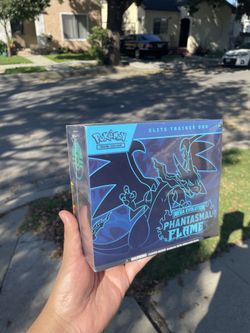 Pokémon
ELITE TRAINER BOX
MEGA EVOLUTION
PHANTASMAL
FLAMES